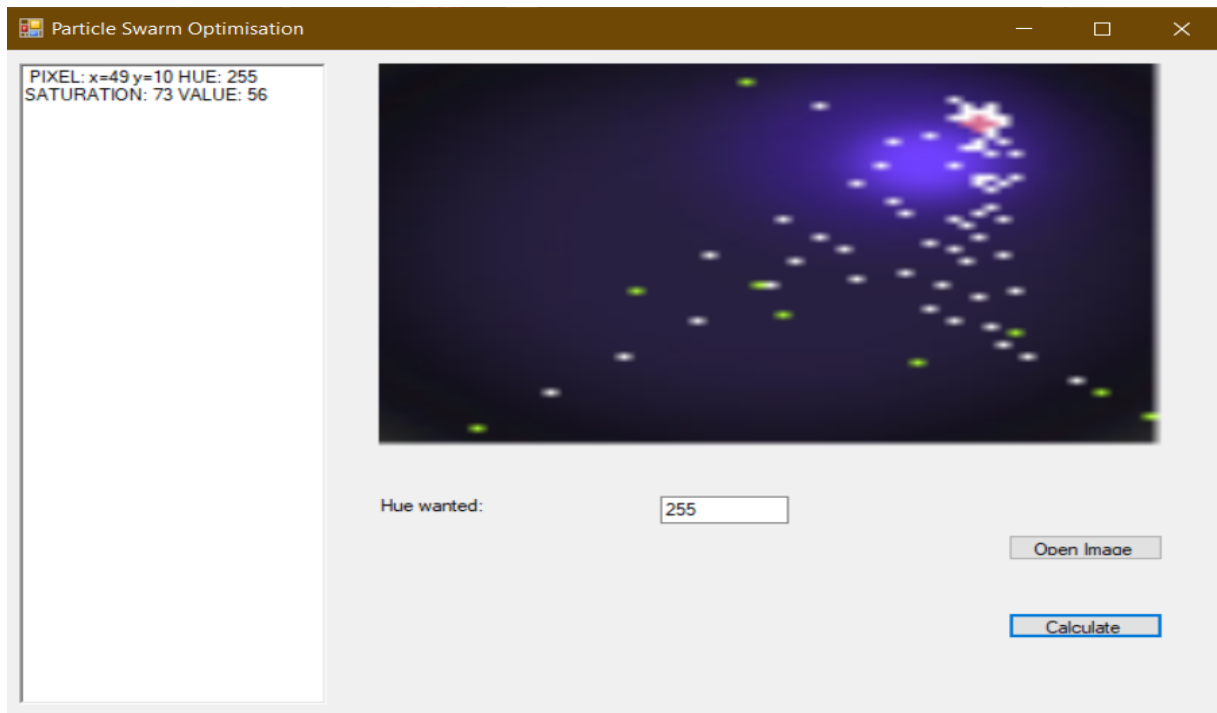 Particle Swarm Optimisation
PIXEL: x=49 y=10 HUE: 255
SATURATION: 73 VALUE: 56
Hue wanted:
255
Open Image
Calculate